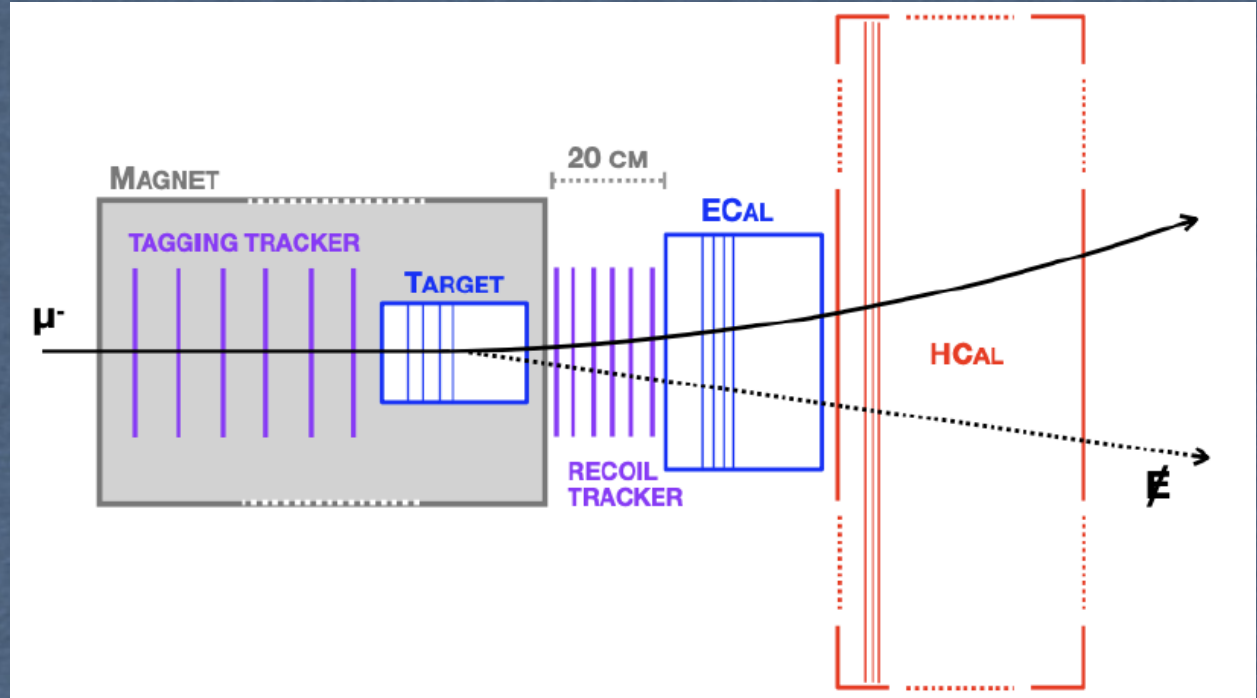 20 CM
MAGNET
ECAL
TAGGING TRACKER
TARGET
μ-
HCAL
RECOIL
TRACKER
E̸